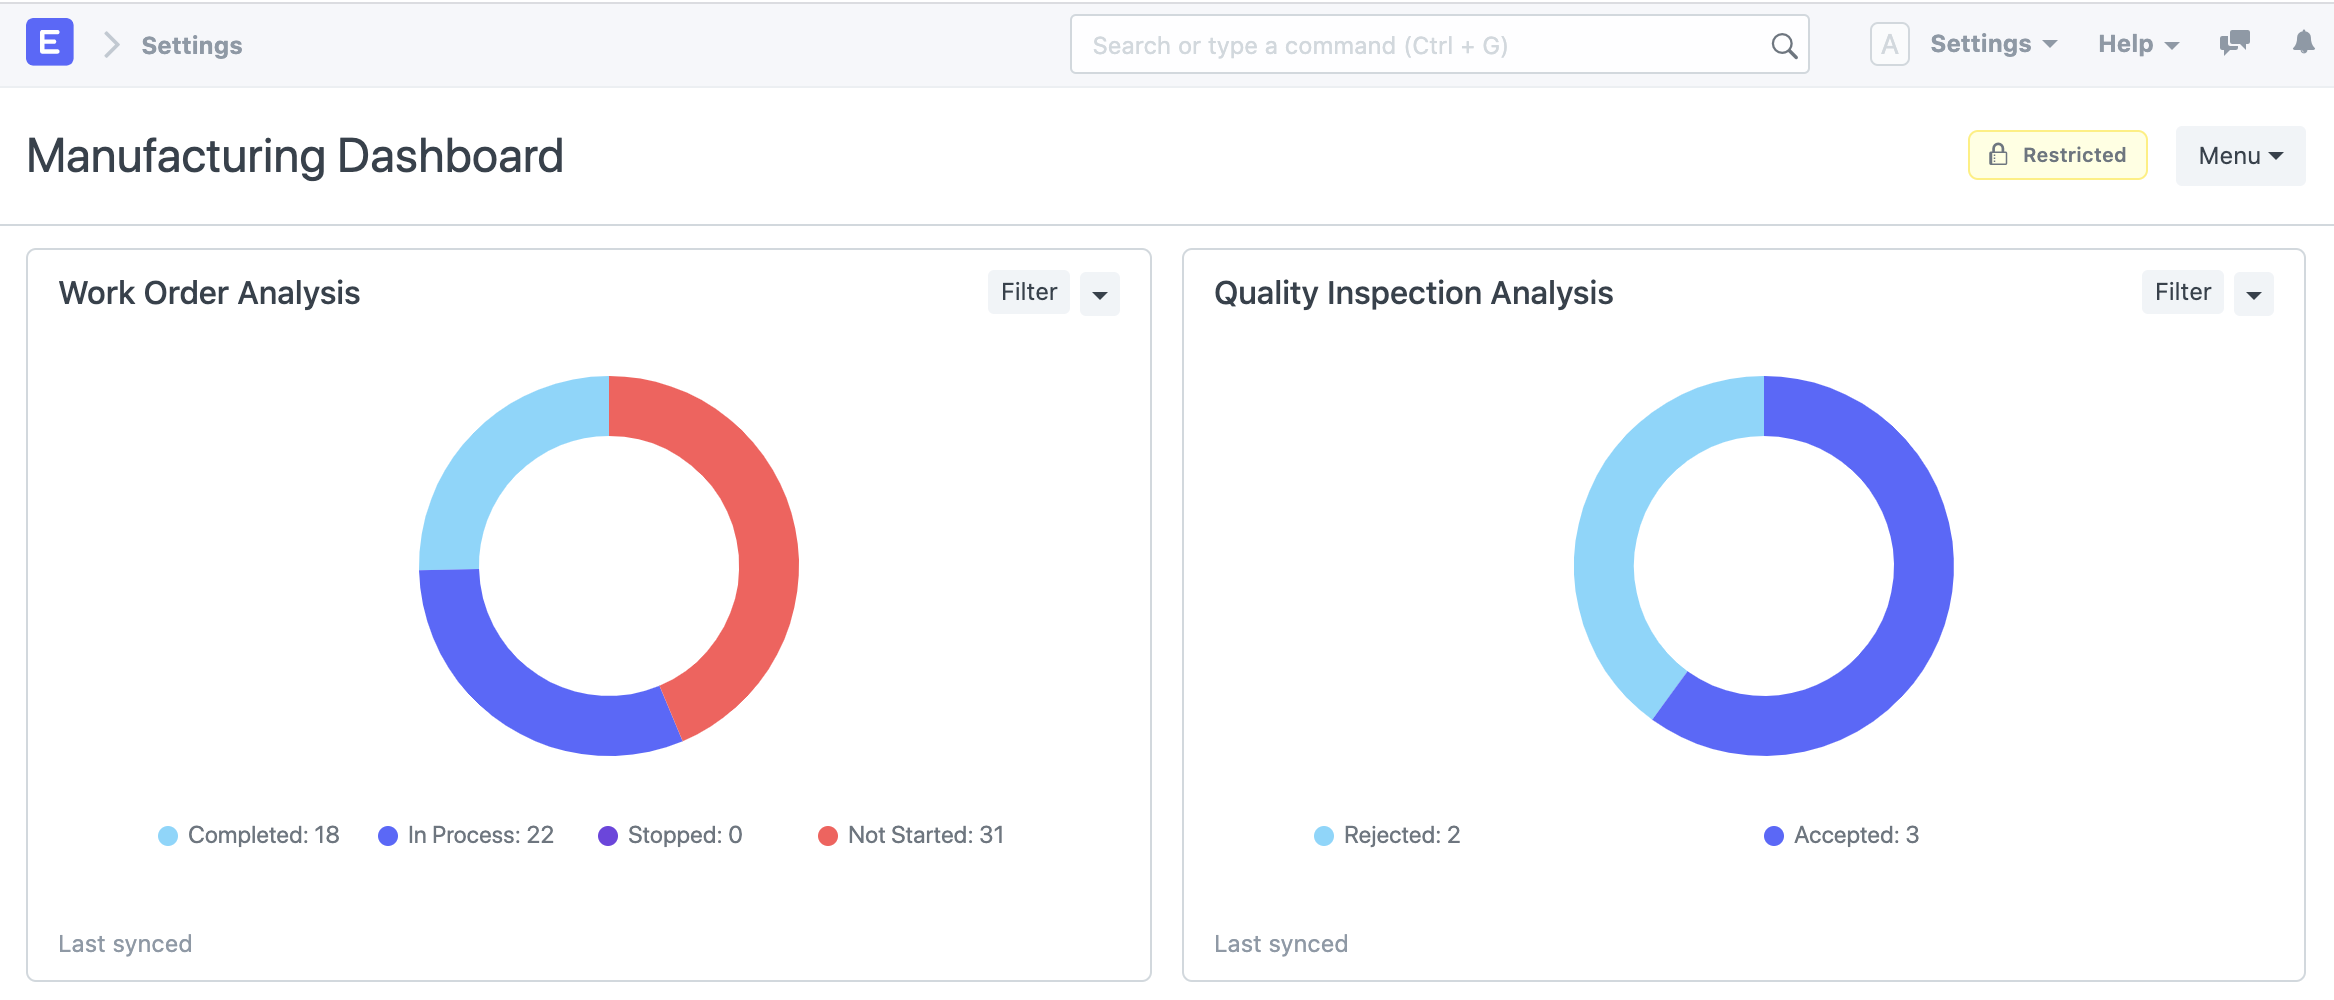 E
Settings
Search or type a command (Ctrl + G)
A
Settings
Help
Manufacturing Dashboard
Restricted
Menu
Work Order Analysis
Filter
Completed: 18
In Process: 22
Stopped: 0
Not Started: 31
Last synced
Quality Inspection Analysis
Filter
Rejected: 2
Accepted: 3
Last synced